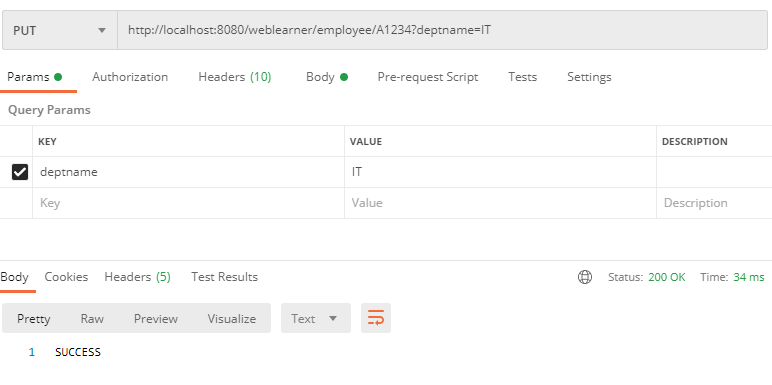 PUT http://localhost:8080/weblearner/employee/A1234?deptname=IT
Params Authorization Headers (10) Body Pre-request Script Tests Settings
Query Params
KEY VALUE DESCRIPTION
deptname IT
Key Value Description
Body Cookies Headers (5) Test Results Status: 200 OK Time: 34 ms
Pretty Raw Preview Visualize Text
1 SUCCESS